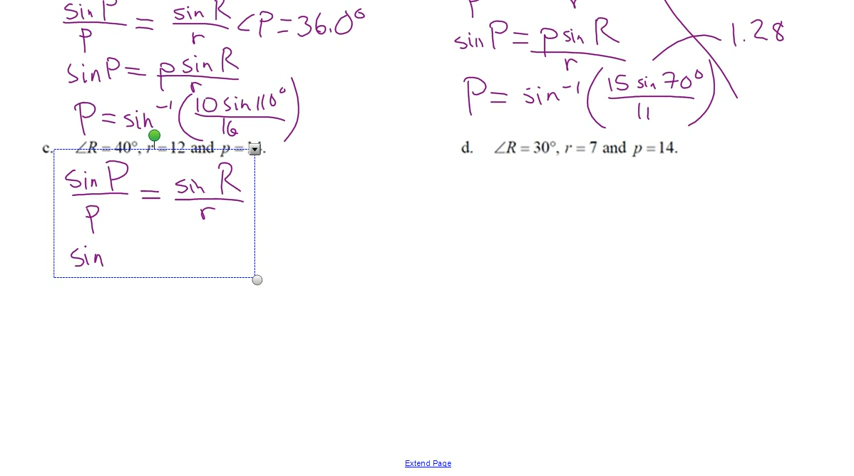 sin P / p = sin R / r ∠P = 36.0°
sin P = p sin R / r
P = sin⁻¹ (10 sin 110° / 16)
c. ∠R = 40°, r = 12 and p =
sin P / p = sin R / r
sin
P r
sin P = p sin R / r 1.28
P = sin⁻¹ (15 sin 70° / 11)
d. ∠R = 30°, r = 7 and p = 14.
Extend Page